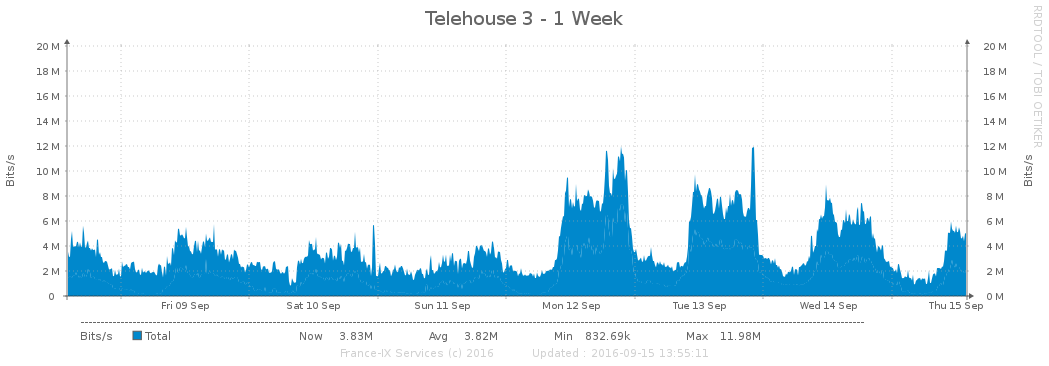 Telehouse 3 - 1 Week
RRDTOOL / TOBI OETIKER
20 M 20 M
18 M 18 M
16 M 16 M
14 M 14 M
12 M 12 M
10 M 10 M
8 M 8 M
6 M 6 M
4 M 4 M
2 M 2 M
0 0 M
Bits/s
Bits/s
Fri 09 Sep Sat 10 Sep Sun 11 Sep Mon 12 Sep Tue 13 Sep Wed 14 Sep Thu 15 Sep
Bits/s Total Now 3.83M Avg 3.82M Min 832.69k Max 11.98M
France-IX Services (c) 2016 Updated : 2016-09-15 13:55:11